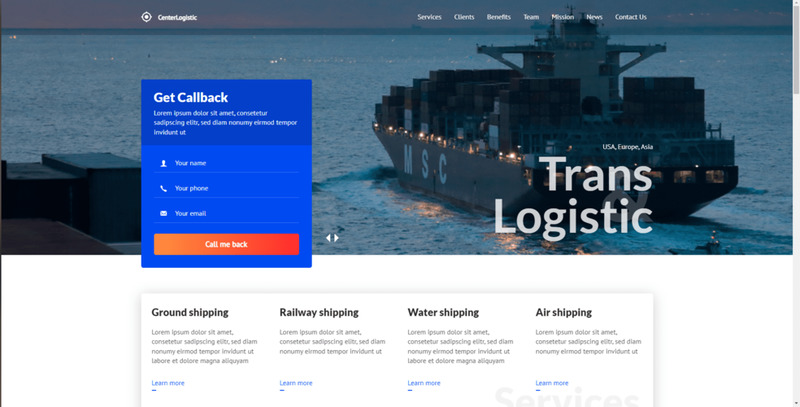 CenterLogistic
Services Clients Benefits Team Mission News Contact Us
Get Callback
Lorem ipsum dolor sit amet, consetetur
sadipscing elitr, sed diam nonumy eirmod tempor
invidunt ut
Your name
Your phone
Your email
Call me back
MSC
USA, Europe, Asia
Trans
Logistic
Ground shipping
Lorem ipsum dolor sit amet,
consetetur sadipscing elitr, sed diam
nonumy eirmod tempor invidunt ut
labore et dolore magna aliquyam
Learn more
Railway shipping
Lorem ipsum dolor sit amet,
consetetur sadipscing elitr, sed diam
nonumy eirmod tempor invidunt ut
Learn more
Water shipping
Lorem ipsum dolor sit amet,
consetetur sadipscing elitr, sed diam
nonumy eirmod tempor invidunt ut
labore et dolore magna aliquyam
Learn more
Air shipping
Lorem ipsum dolor sit amet,
consetetur sadipscing elitr, sed diam
nonumy eirmod tempor invidunt ut
Learn more
Services